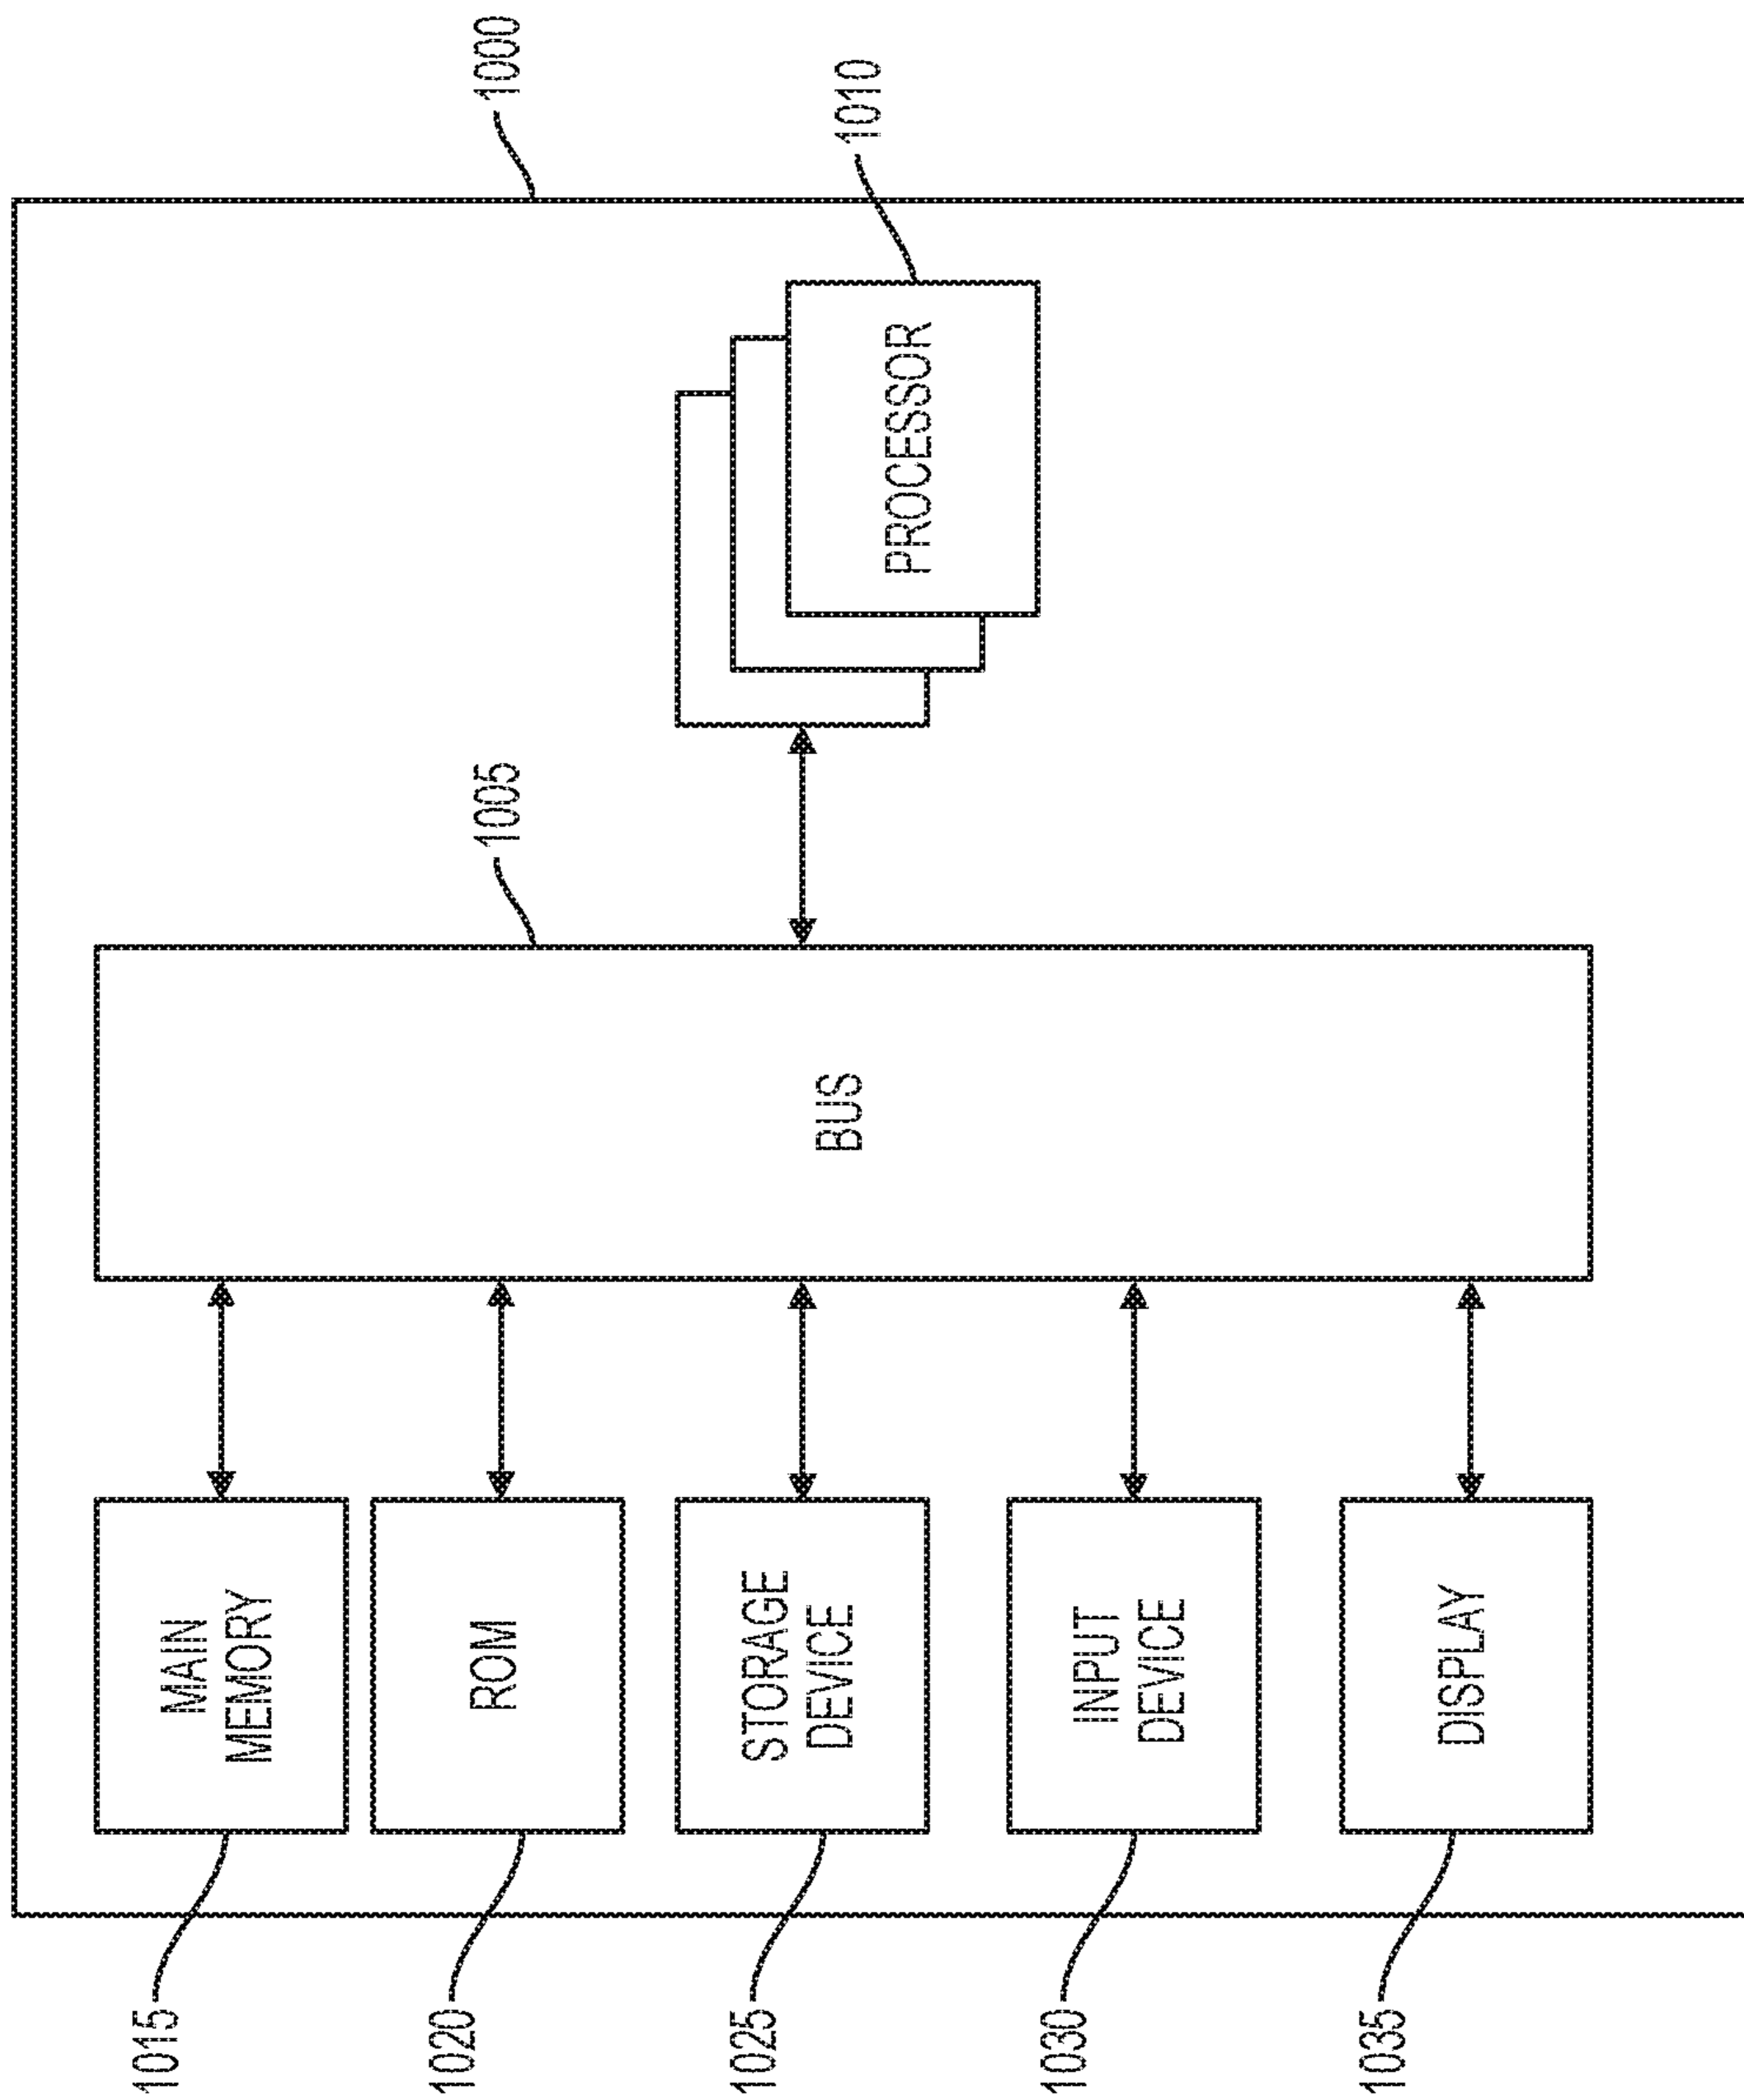 1000
1010
PROCESSOR
1005
BUS
MAIN
MEMORY
ROM
STORAGE
DEVICE
INPUT
DEVICE
DISPLAY
1015
1020
1025
1030
1035